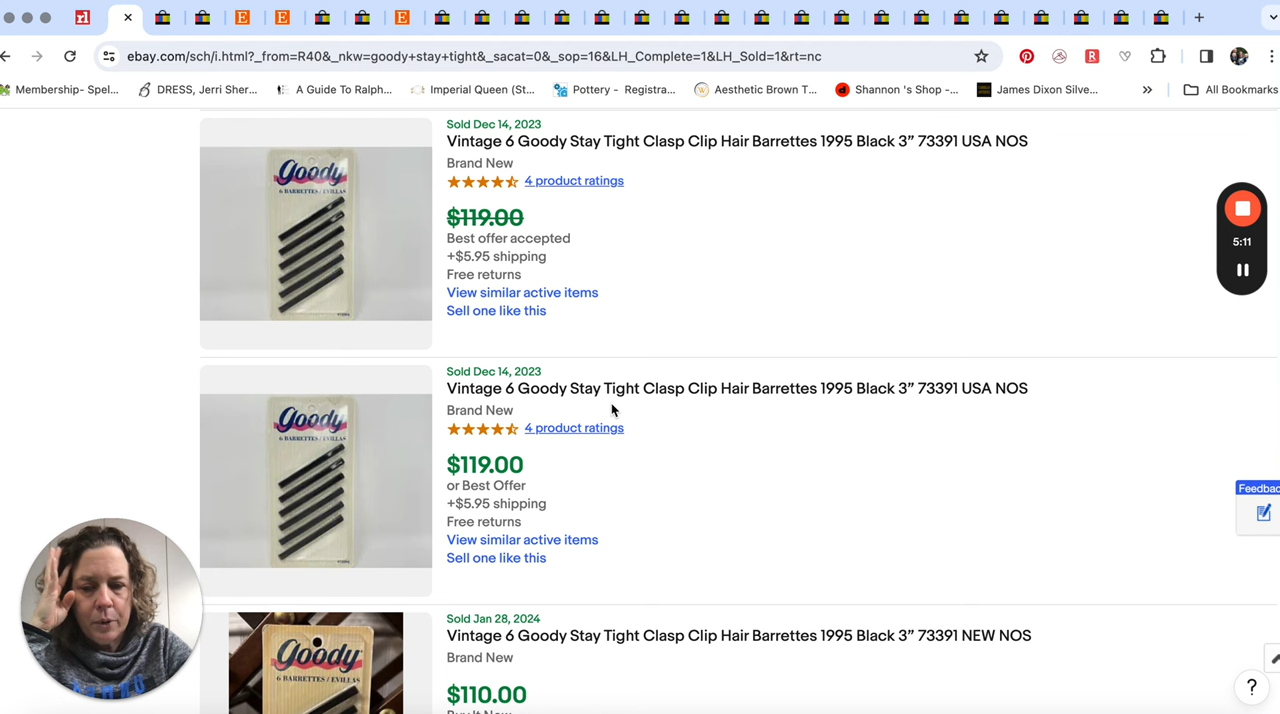 ebay.com/sch/i.html?_from=R40&_nkw=goody+stay+tight&_sacat=0&_sop=16&LH_Complete=1&LH_Sold=1&rt=nc
Membership- Spel...
DRESS, Jerri Sher...
A Guide To Ralph...
Imperial Queen (St...
Pottery - Registra...
Aesthetic Brown T...
Shannon 's Shop -...
James Dixon Silve...
All Bookmarks
Sold Dec 14, 2023
Vintage 6 Goody Stay Tight Clasp Clip Hair Barrettes 1995 Black 3” 73391 USA NOS
Brand New
4 product ratings
$119.00
Best offer accepted
+$5.95 shipping
Free returns
View similar active items
Sell one like this
Goody
6 BARRETTES / EVILLAS
5:11
Sold Dec 14, 2023
Vintage 6 Goody Stay Tight Clasp Clip Hair Barrettes 1995 Black 3” 73391 USA NOS
Brand New
4 product ratings
$119.00
or Best Offer
+$5.95 shipping
Free returns
View similar active items
Sell one like this
Goody
6 BARRETTES / EVILLAS
Feedbac
Sold Jan 28, 2024
Vintage 6 Goody Stay Tight Clasp Clip Hair Barrettes 1995 Black 3” 73391 NEW NOS
Brand New
$110.00
Goody
6 BARRETTES / EVILLAS
?